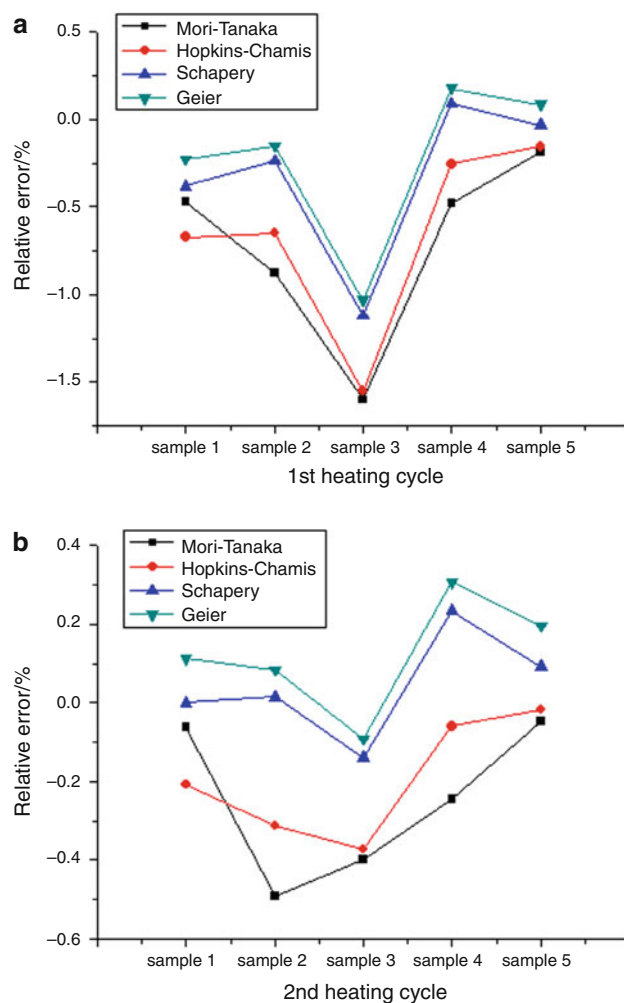 a
Mori-Tanaka
Hopkins-Chamis
Schapery
Geier
Relative error/%
0.5
0.0
−0.5
−1.0
−1.5
sample 1 sample 2 sample 3 sample 4 sample 5
1st heating cycle
b
Mori-Tanaka
Hopkins-Chamis
Schapery
Geier
Relative error/%
0.4
0.2
0.0
−0.2
−0.4
−0.6
sample 1 sample 2 sample 3 sample 4 sample 5
2nd heating cycle